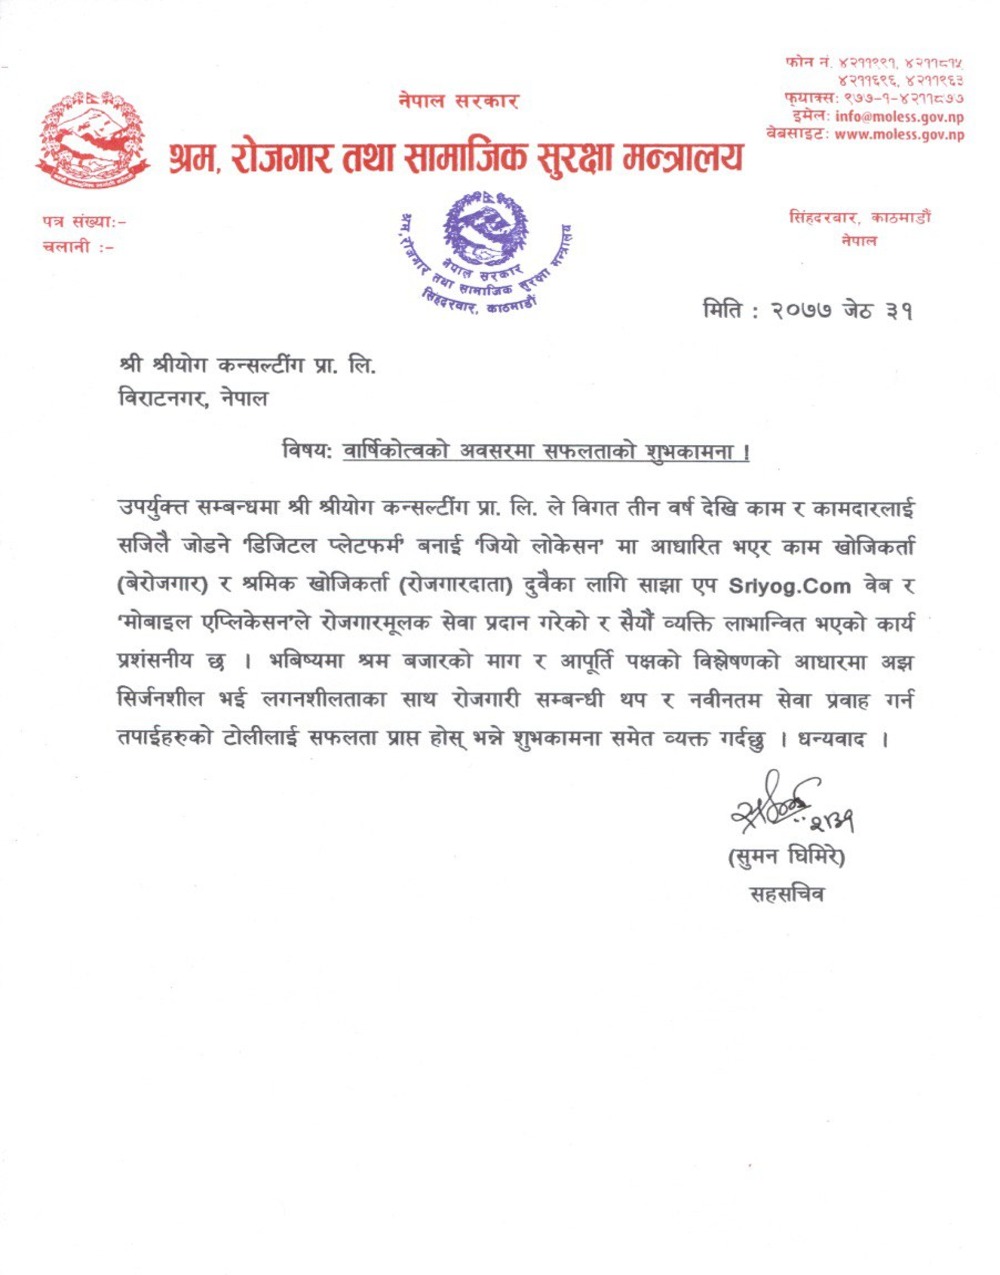 फोन नं. ४२११९९१, ४२११८१५
४२११६९६, ४२११९६३
फ्याक्स: ९७७-१-४२११८७७
इमेल: info@moless.gov.np
वेबसाइट: www.moless.gov.np
नेपाल सरकार
श्रम, रोजगार तथा सामाजिक सुरक्षा मन्त्रालय
पत्र संख्याः-
चलानी :-
सिंहदरवार, काठमाडौं
नेपाल
नेपाल सरकार
श्रम, रोजगार तथा सामाजिक सुरक्षा मन्त्रालय
सिंहदरवार, काठमाडौं
मिति : २०७७ जेठ ३१
श्री श्रीयोग कन्सल्टींग प्रा. लि.
विराटनगर, नेपाल
विषय: वार्षिकोत्वको अवसरमा सफलताको शुभकामना !
उपर्युक्त सम्बन्धमा श्री श्रीयोग कन्सल्टींग प्रा. लि. ले विगत तीन वर्ष देखि काम र कामदारलाई
सजिलै जोडने ‘डिजिटल प्लेटफर्म’ बनाई ‘जियो लोकेसन’ मा आधारित भएर काम खोजिकर्ता
(बेरोजगार) र श्रमिक खोजिकर्ता (रोजगारदाता) दुवैका लागि साझा एप Sriyog.Com वेब र
‘मोबाइल एप्लिकेसन’ले रोजगारमूलक सेवा प्रदान गरेको र सैयौं व्यक्ति लाभान्वित भएको कार्य
प्रशंसनीय छ । भबिष्यमा श्रम बजारको माग र आपूर्ति पक्षको विश्लेषणको आधारमा अझ
सिर्जनशील भई लगनशीलताका साथ रोजगारी सम्बन्धी थप र नवीनतम सेवा प्रवाह गर्न
तपाईहरुको टोलीलाई सफलता प्राप्त होस् भन्ने शुभकामना समेत व्यक्त गर्दछु । धन्यवाद ।
२।३१
(सुमन घिमिरे)
सहसचिव